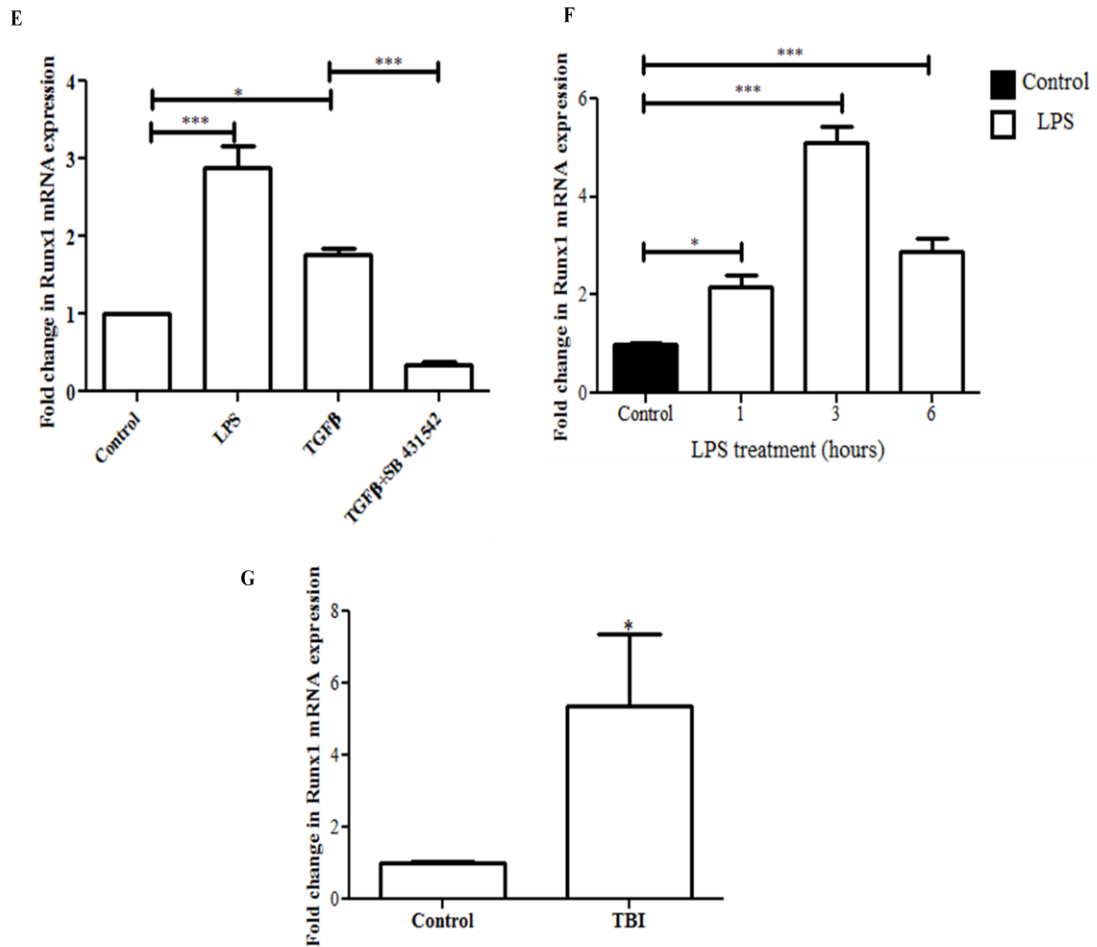 E
Fold change in Runx1 mRNA expression
4
3
2
1
0
***
*
***
Control
LPS
TGFβ
TGFβ+SB 431542
F
Fold change in Runx1 mRNA expression
6
4
2
0
***
***
*
Control
1
3
6
LPS treatment (hours)
Control
LPS
G
Fold change in Runx1 mRNA expression
8
6
4
2
0
*
Control
TBI